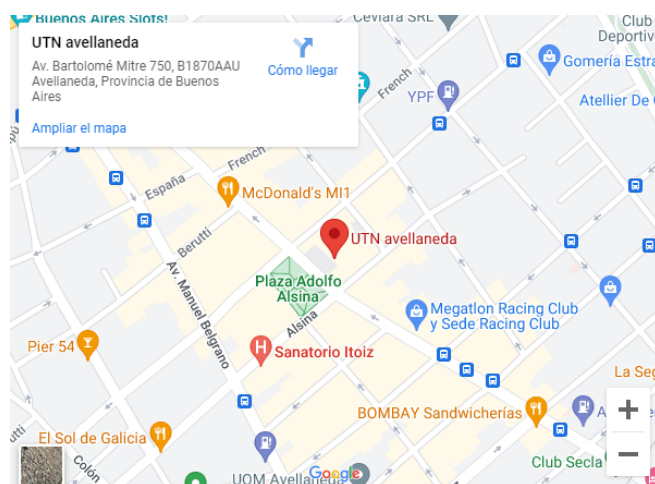 Buenos Aires Slots!
Ceviara SRL
Club
Deportivo
UTN avellaneda
Av. Bartolomé Mitre 750, B1870AAU
Avellaneda, Provincia de Buenos
Aires
Cómo llegar
Ampliar el mapa
French
Gomería Estra
YPF
Atellier De
French
España
McDonald's MI1
Berutti
UTN avellaneda
Av. Manuel Belgrano
Plaza Adolfo
Alsina
Alsina
Megatlon Racing Club
y Sede Racing Club
Pier 54
H
Sanatorio Itoiz
La Seg
BOMBAY Sandwicherías
El Sol de Galicia
Colón
UOM Avellaneda
Google
Club Secla
+
−